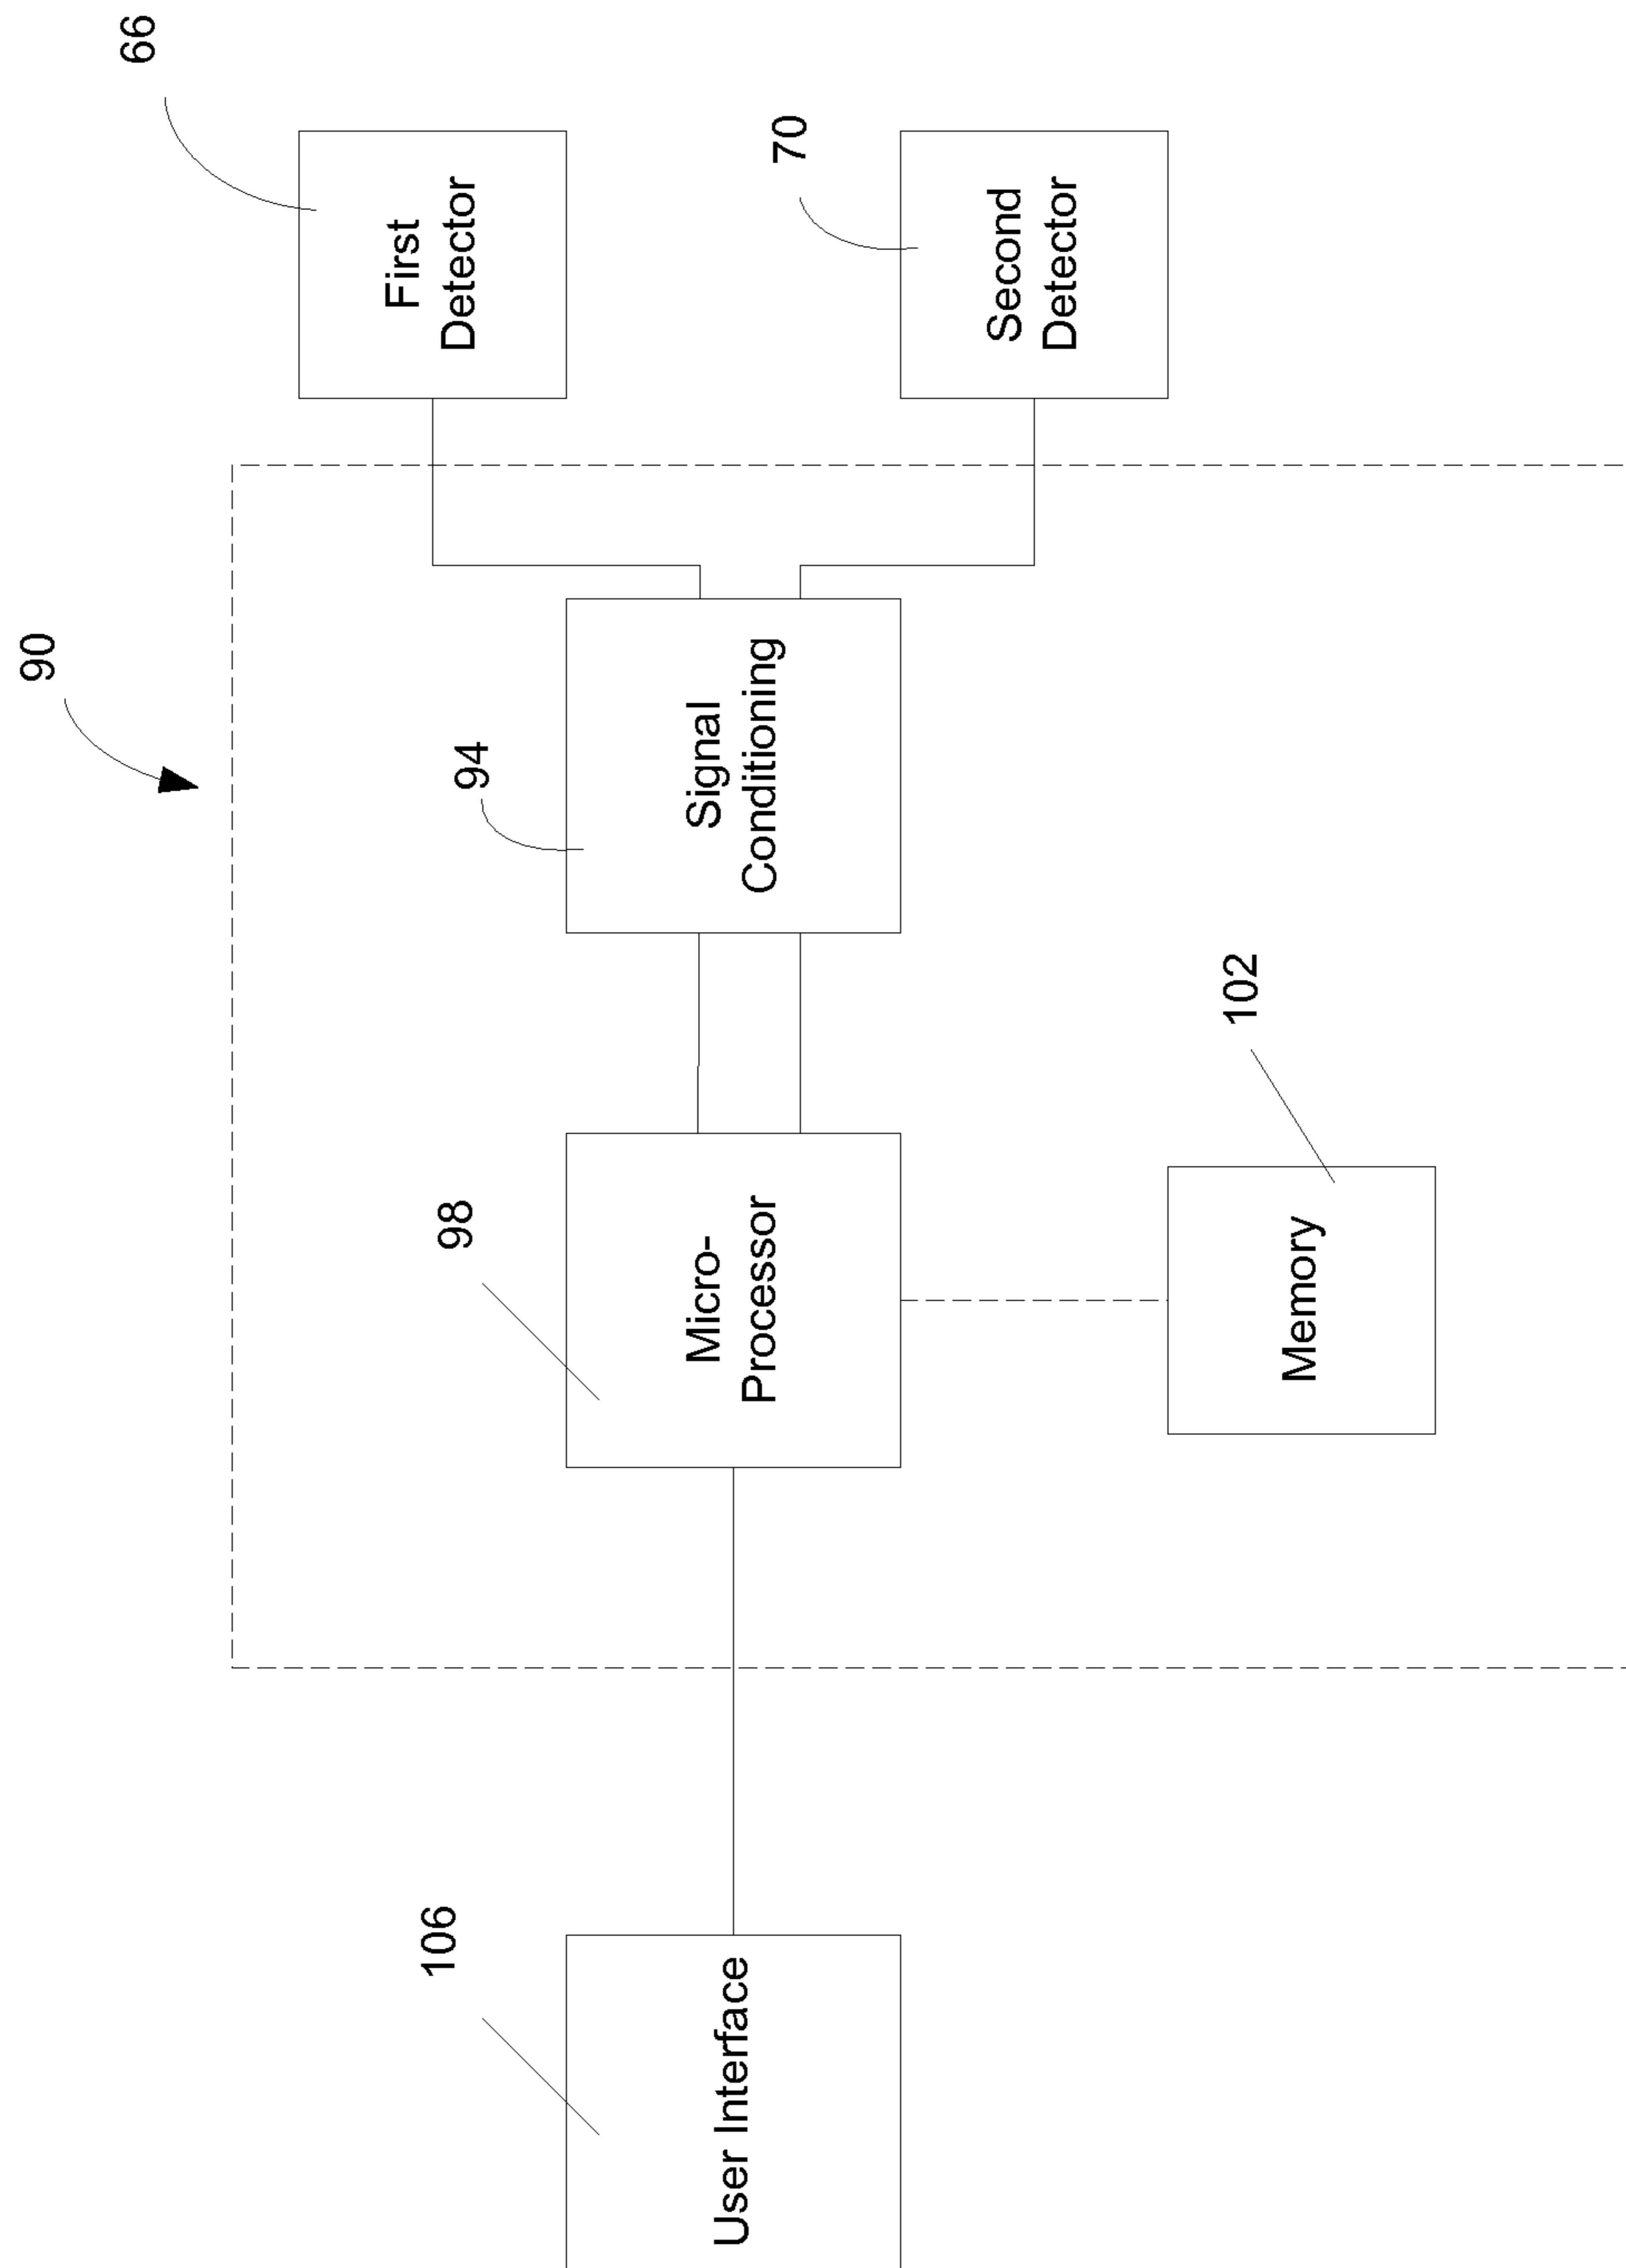 66
First
Detector
70
Second
Detector
90
94
Signal
Conditioning
98
Micro-
Processor
102
Memory
106
User Interface